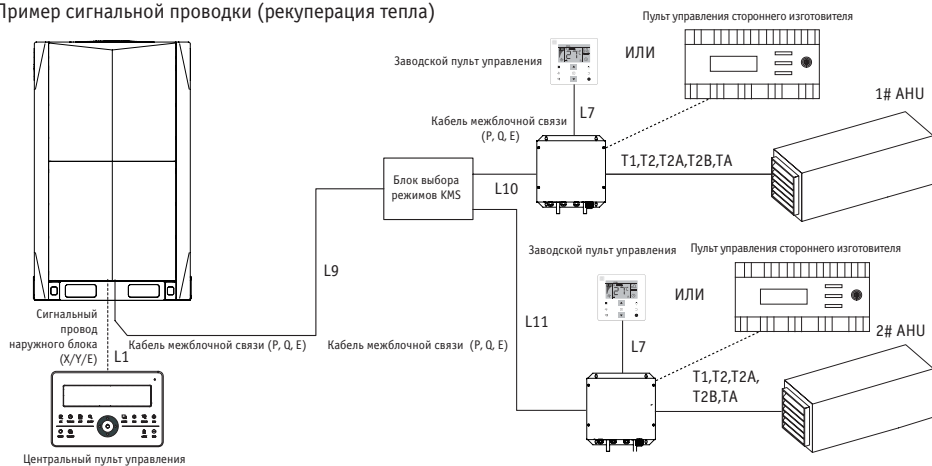 Пример сигнальной проводки (рекуперация тепла)
Пульт управления стороннего изготовителя
Заводской пульт управления
ИЛИ
1# AHU
L7
Кабель межблочной связи
(P, Q, E)
T1,T2,T2A,T2B,TA
Блок выбора
режимов KMS
L10
Заводской пульт управления
Пульт управления стороннего изготовителя
L9
ИЛИ
L11
2# AHU
Сигнальный
провод
наружного блока
(X/Y/E)
L1
Кабель межблочной связи (P, Q, E)
Кабель межблочной связи (P, Q, E)
L7
T1,T2,T2A,
T2B,TA
Центральный пульт управления